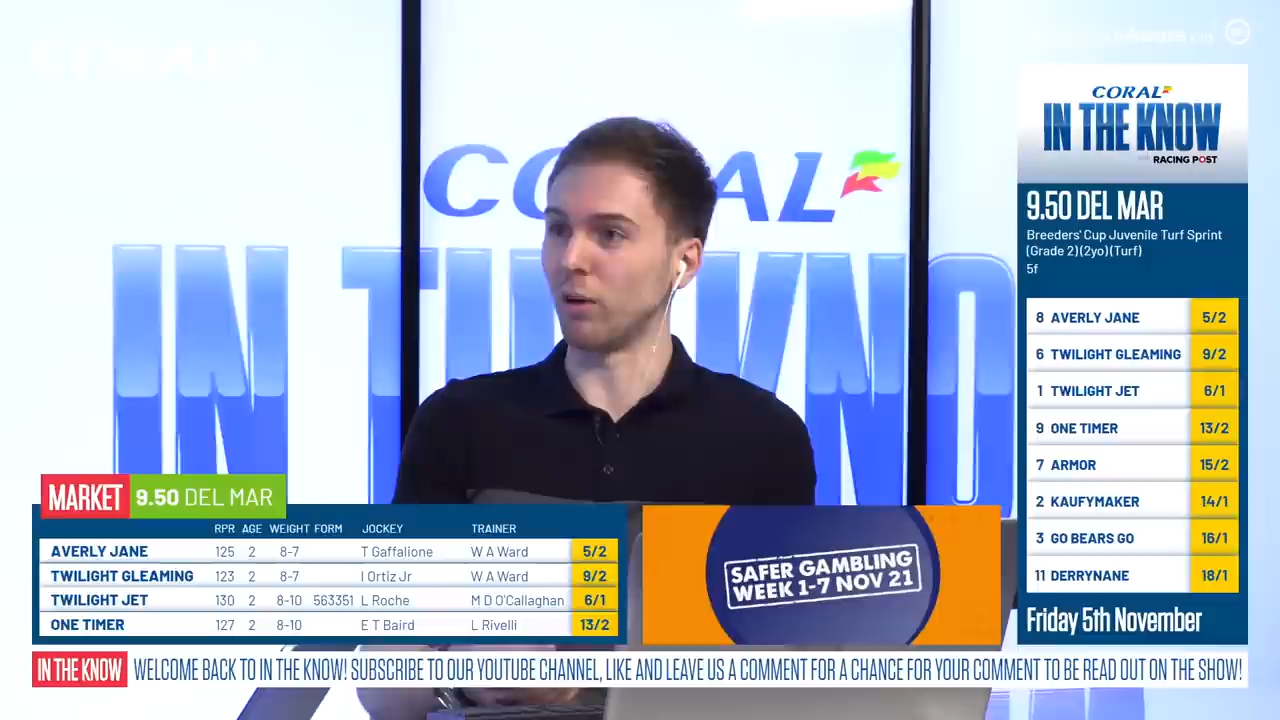 CORAL
IN THE KNO
CORAL
IN THE KNOW
RACING POST
9.50 DEL MAR
Breeders' Cup Juvenile Turf Sprint
(Grade 2)(2yo)(Turf)
5f
8 AVERLY JANE 5/2
6 TWILIGHT GLEAMING 9/2
1 TWILIGHT JET 6/1
9 ONE TIMER 13/2
7 ARMOR 15/2
2 KAUFYMAKER 14/1
3 GO BEARS GO 16/1
11 DERRYNANE 18/1
Friday 5th November
MARKET 9.50 DEL MAR
RPR AGE WEIGHT FORM JOCKEY TRAINER
AVERLY JANE 125 2 8-7 T Gaffalione W A Ward 5/2
TWILIGHT GLEAMING 123 2 8-7 I Ortiz Jr W A Ward 9/2
TWILIGHT JET 130 2 8-10 563351 L Roche M D O'Callaghan 6/1
ONE TIMER 127 2 8-10 E T Baird L Rivelli 13/2
SAFER GAMBLING
WEEK 1-7 NOV 21
IN THE KNOW WELCOME BACK TO IN THE KNOW! SUBSCRIBE TO OUR YOUTUBE CHANNEL, LIKE AND LEAVE US A COMMENT FOR A CHANCE FOR YOUR COMMENT TO BE READ OUT ON THE SHOW!